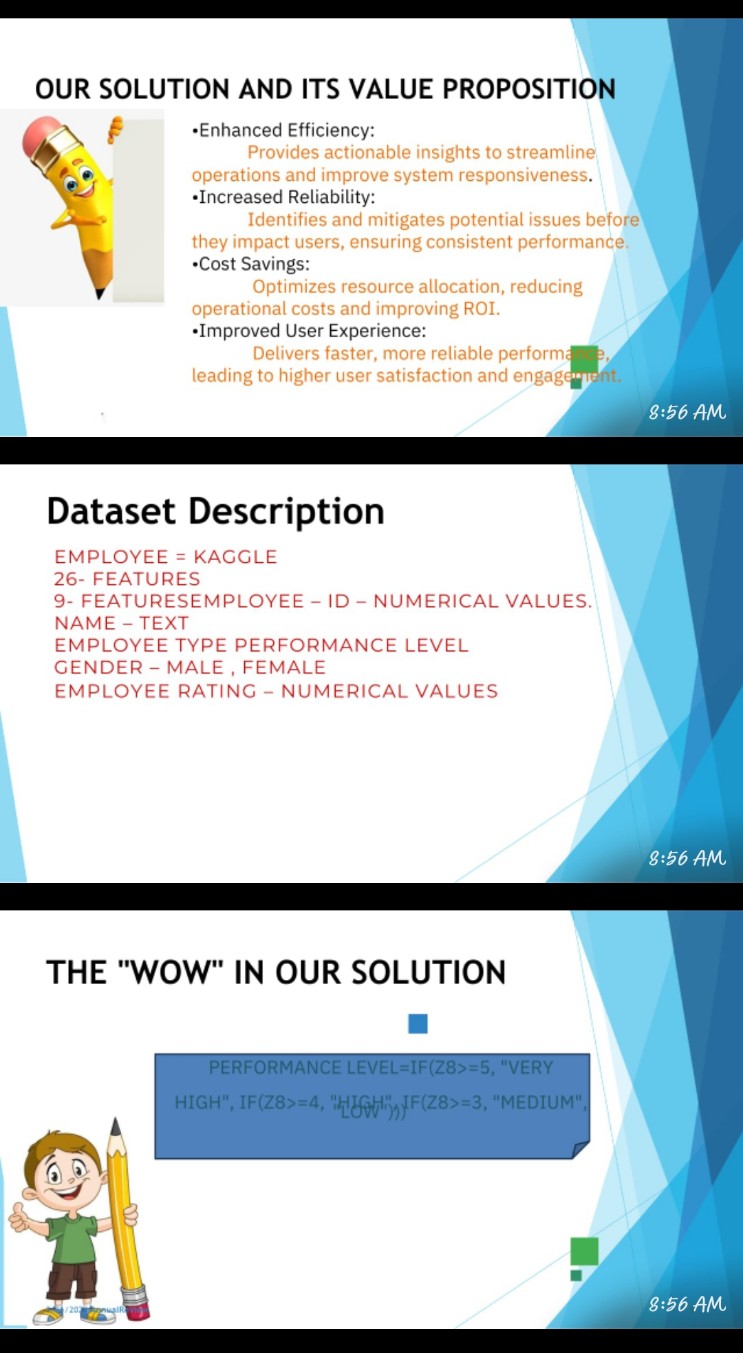 OUR SOLUTION AND ITS VALUE PROPOSITION
•Enhanced Efficiency:
Provides actionable insights to streamline
operations and improve system responsiveness.
•Increased Reliability:
Identifies and mitigates potential issues before
they impact users, ensuring consistent performance.
•Cost Savings:
Optimizes resource allocation, reducing
operational costs and improving ROI.
•Improved User Experience:
Delivers faster, more reliable performance,
leading to higher user satisfaction and engagement.
8:56 AM
Dataset Description
EMPLOYEE = KAGGLE
26- FEATURES
9- FEATURESEMPLOYEE – ID – NUMERICAL VALUES.
NAME – TEXT
EMPLOYEE TYPE PERFORMANCE LEVEL
GENDER – MALE , FEMALE
EMPLOYEE RATING – NUMERICAL VALUES
8:56 AM
THE "WOW" IN OUR SOLUTION
PERFORMANCE LEVEL=IF(Z8>=5, "VERY
HIGH", IF(Z8>=4, "HIGH", IF(Z8>=3, "MEDIUM",
"LOW")))
8:56 AM